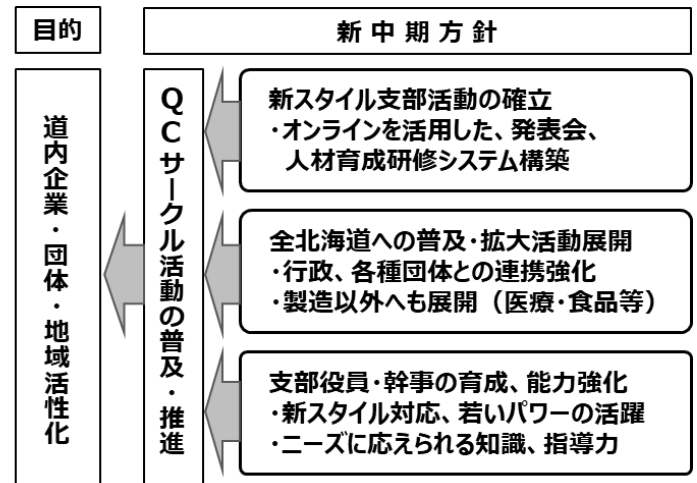 目的
新中期方針
道内企業・団体・地域活性化
QCサークル活動の普及・推進
新スタイル支部活動の確立
・オンラインを活用した、発表会、
人材育成研修システム構築
全北海道への普及・拡大活動展開
・行政、各種団体との連携強化
・製造以外へも展開（医療・食品等）
支部役員・幹事の育成、能力強化
・新スタイル対応、若いパワーの活躍
・ニーズに応えられる知識、指導力